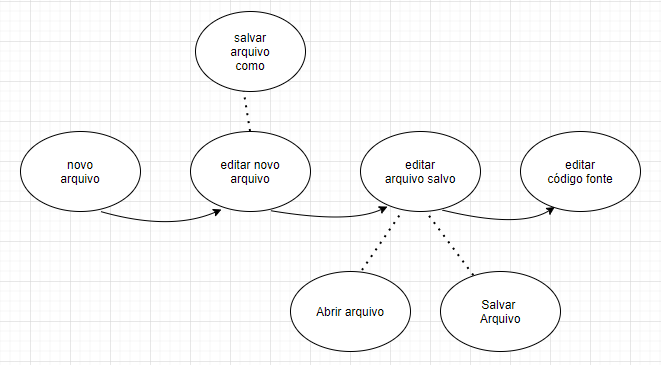 salvar
arquivo
como
novo
arquivo
editar novo
arquivo
editar
arquivo salvo
editar
código fonte
Abrir arquivo
Salvar
Arquivo